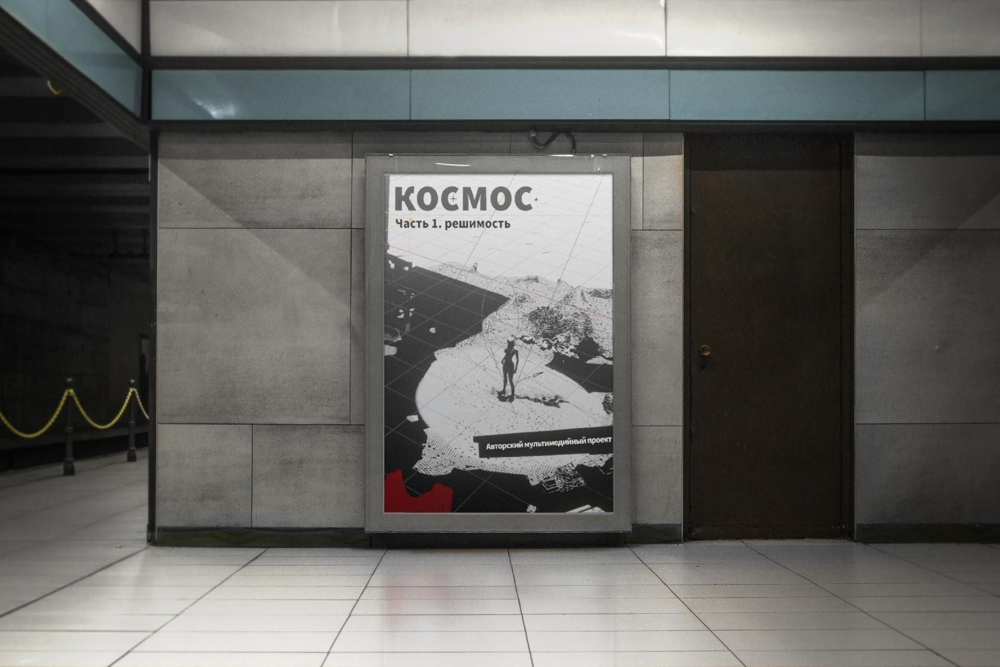 КОСМОС
Часть 1. решимость
Авторский мультимедийный проект